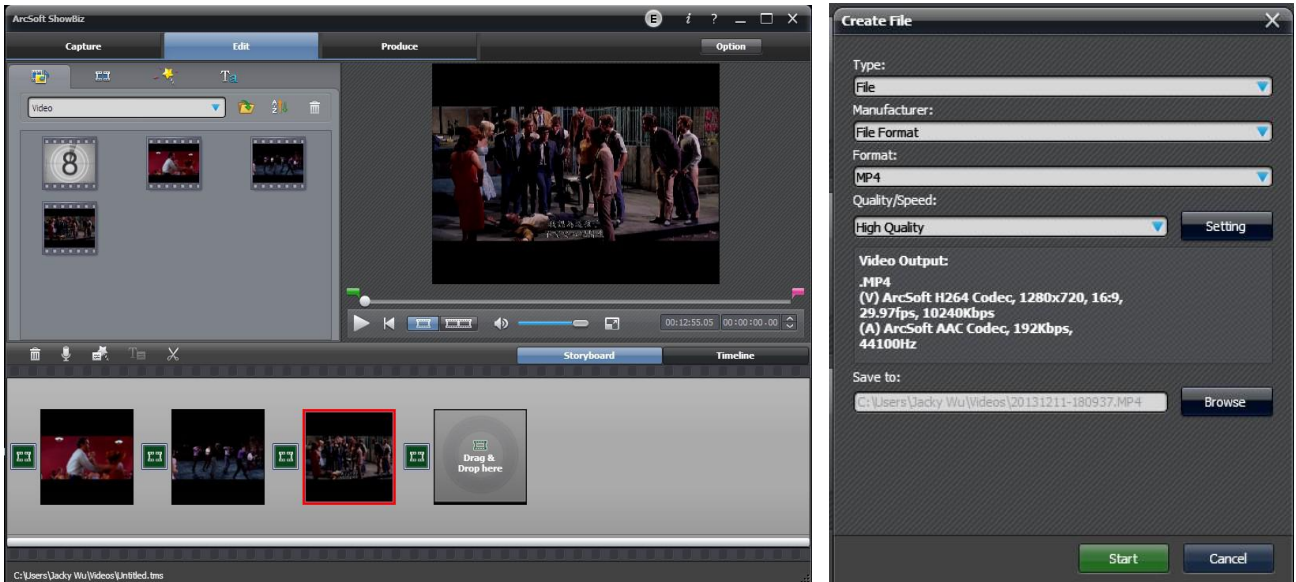 ArcSoft ShowBiz
E i ?
Capture
Edit
Produce
Option
Ta
Video
A
Z
8
00:12:55.05
00:00:00.00
T
Storyboard
Timeline
Drag &
Drop here
C:\Users\Jacky Wu\Videos\Untitled.tms
Create File
Type:
File
Manufacturer:
File Format
Format:
MP4
Quality/Speed:
High Quality
Setting
Video Output:
.MP4
(V) ArcSoft H264 Codec, 1280x720, 16:9,
29.97fps, 10240Kbps
(A) ArcSoft AAC Codec, 192Kbps,
44100Hz
Save to:
C:\Users\Jacky Wu\Videos\20131211-180937.MP4
Browse
Start
Cancel